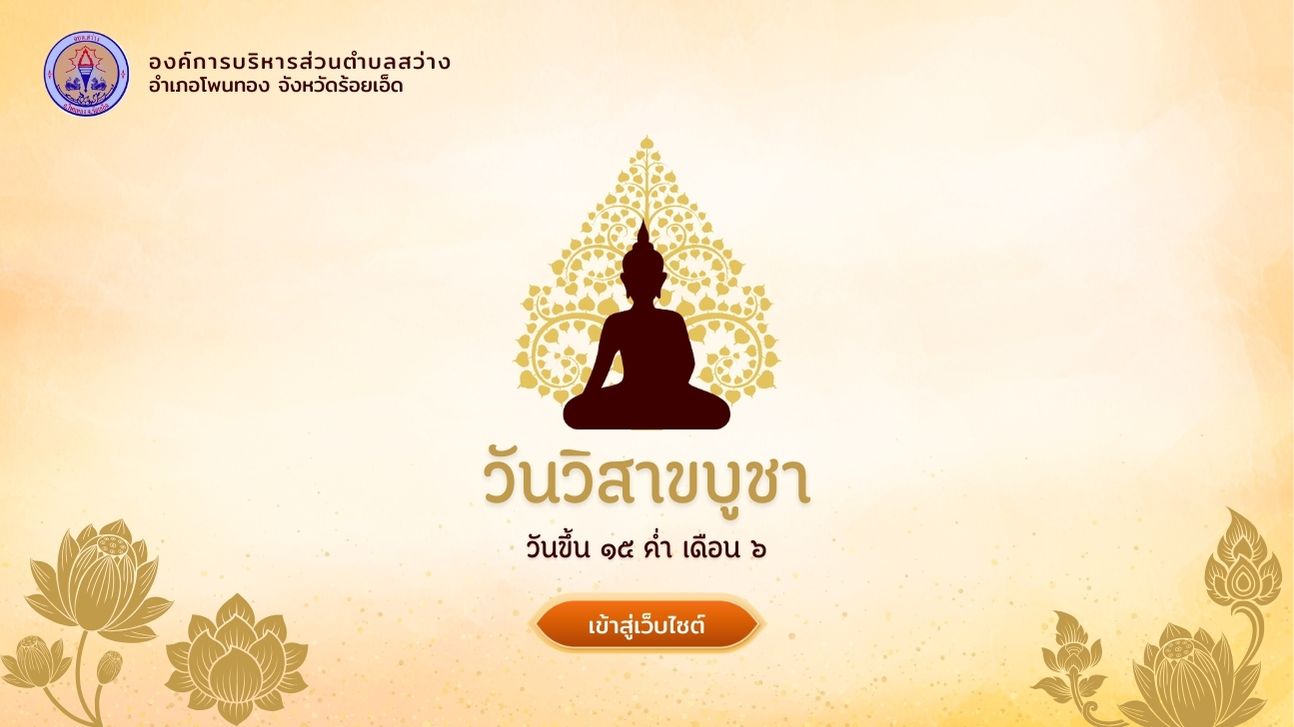 องค์การบริหารส่วนตำบลสว่าง
อำเภอโพนทอง จังหวัดร้อยเอ็ด
วันวิสาขบูชา
วันขึ้น ๑๕ ค่ำ เดือน ๖
เข้าสู่เว็บไซต์